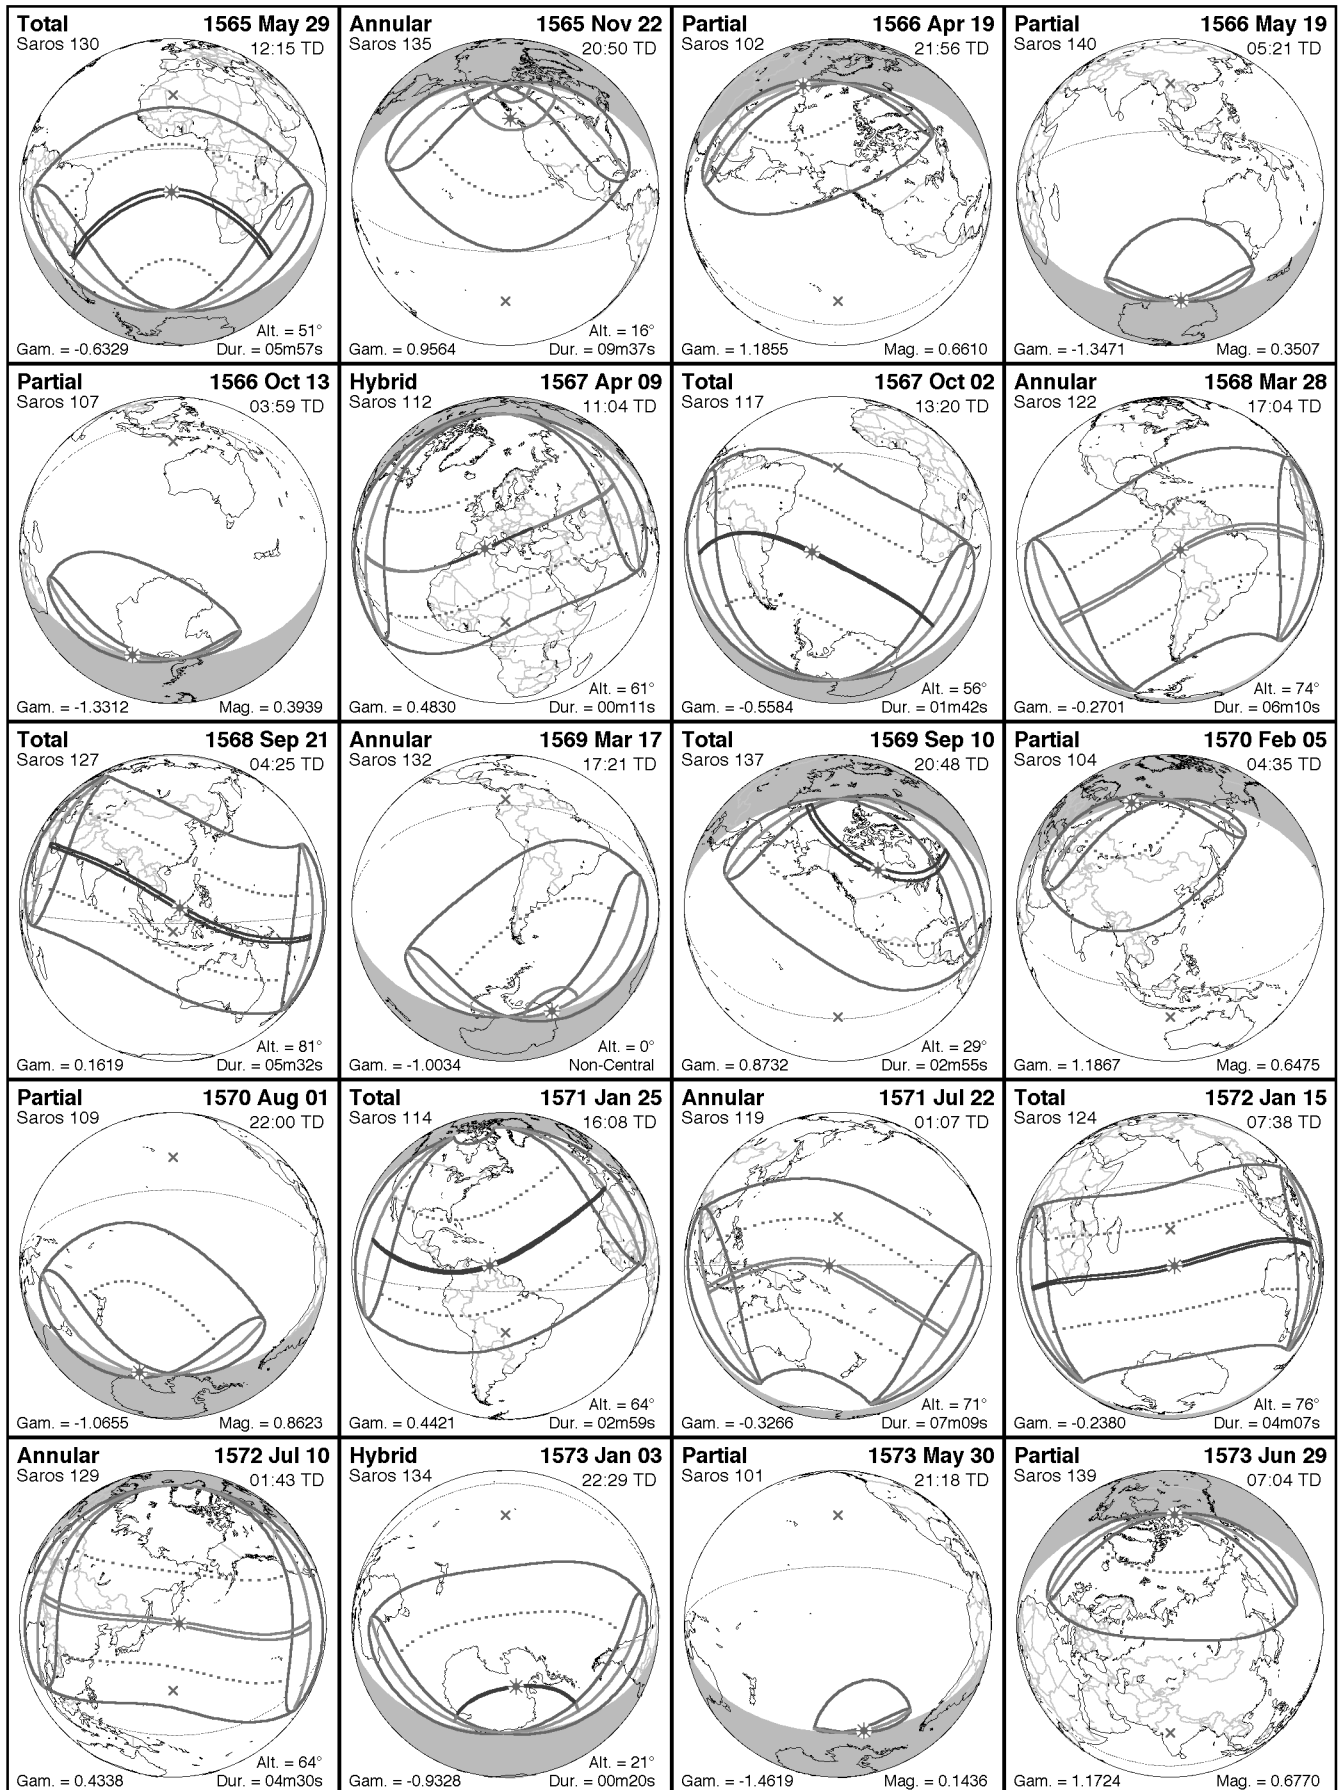 Total 1565 May 29
Saros 130 12:15 TD
Alt. = 51°
Gam. = -0.6329 Dur. = 05m57s
Annular 1565 Nov 22
Saros 135 20:50 TD
Alt. = 16°
Gam. = 0.9564 Dur. = 09m37s
Partial 1566 Apr 19
Saros 102 21:56 TD
Gam. = 1.1855 Mag. = 0.6610
Partial 1566 May 19
Saros 140 05:21 TD
Gam. = -1.3471 Mag. = 0.3507
Partial 1566 Oct 13
Saros 107 03:59 TD
Gam. = -1.3312 Mag. = 0.3939
Hybrid 1567 Apr 09
Saros 112 11:04 TD
Alt. = 61°
Gam. = 0.4830 Dur. = 00m11s
Total 1567 Oct 02
Saros 117 13:20 TD
Alt. = 56°
Gam. = -0.5584 Dur. = 01m42s
Annular 1568 Mar 28
Saros 122 17:04 TD
Alt. = 74°
Gam. = -0.2701 Dur. = 06m10s
Total 1568 Sep 21
Saros 127 04:25 TD
Alt. = 81°
Gam. = 0.1619 Dur. = 05m32s
Annular 1569 Mar 17
Saros 132 17:21 TD
Alt. = 0°
Gam. = -1.0034 Non-Central
Total 1569 Sep 10
Saros 137 20:48 TD
Alt. = 29°
Gam. = 0.8732 Dur. = 02m55s
Partial 1570 Feb 05
Saros 104 04:35 TD
Gam. = 1.1867 Mag. = 0.6475
Partial 1570 Aug 01
Saros 109 22:00 TD
Gam. = -1.0655 Mag. = 0.8623
Total 1571 Jan 25
Saros 114 16:08 TD
Alt. = 64°
Gam. = 0.4421 Dur. = 02m59s
Annular 1571 Jul 22
Saros 119 01:07 TD
Alt. = 71°
Gam. = -0.3266 Dur. = 07m09s
Total 1572 Jan 15
Saros 124 07:38 TD
Alt. = 76°
Gam. = -0.2380 Dur. = 04m07s
Annular 1572 Jul 10
Saros 129 01:43 TD
Alt. = 64°
Gam. = 0.4338 Dur. = 04m30s
Hybrid 1573 Jan 03
Saros 134 22:29 TD
Alt. = 21°
Gam. = -0.9328 Dur. = 00m20s
Partial 1573 May 30
Saros 101 21:18 TD
Gam. = -1.4619 Mag. = 0.1436
Partial 1573 Jun 29
Saros 139 07:04 TD
Gam. = 1.1724 Mag. = 0.6770